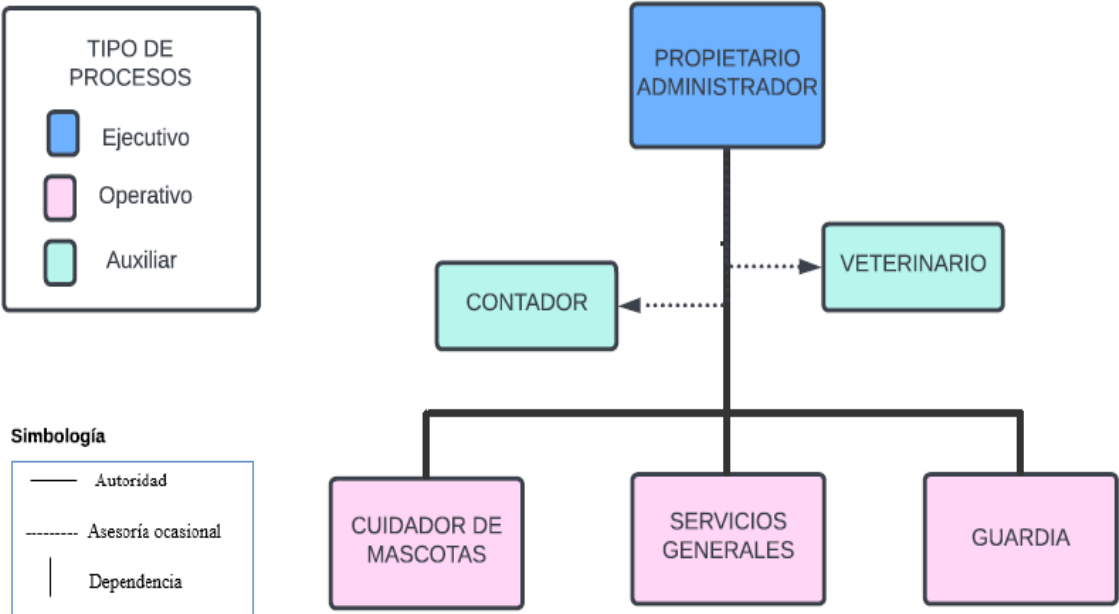 TIPO DE
PROCESOS
Ejecutivo
Operativo
Auxiliar
PROPIETARIO
ADMINISTRADOR
VETERINARIO
CONTADOR
CUIDADOR DE
MASCOTAS
SERVICIOS
GENERALES
GUARDIA
Simbología
Autoridad
Asesoría ocasional
Dependencia